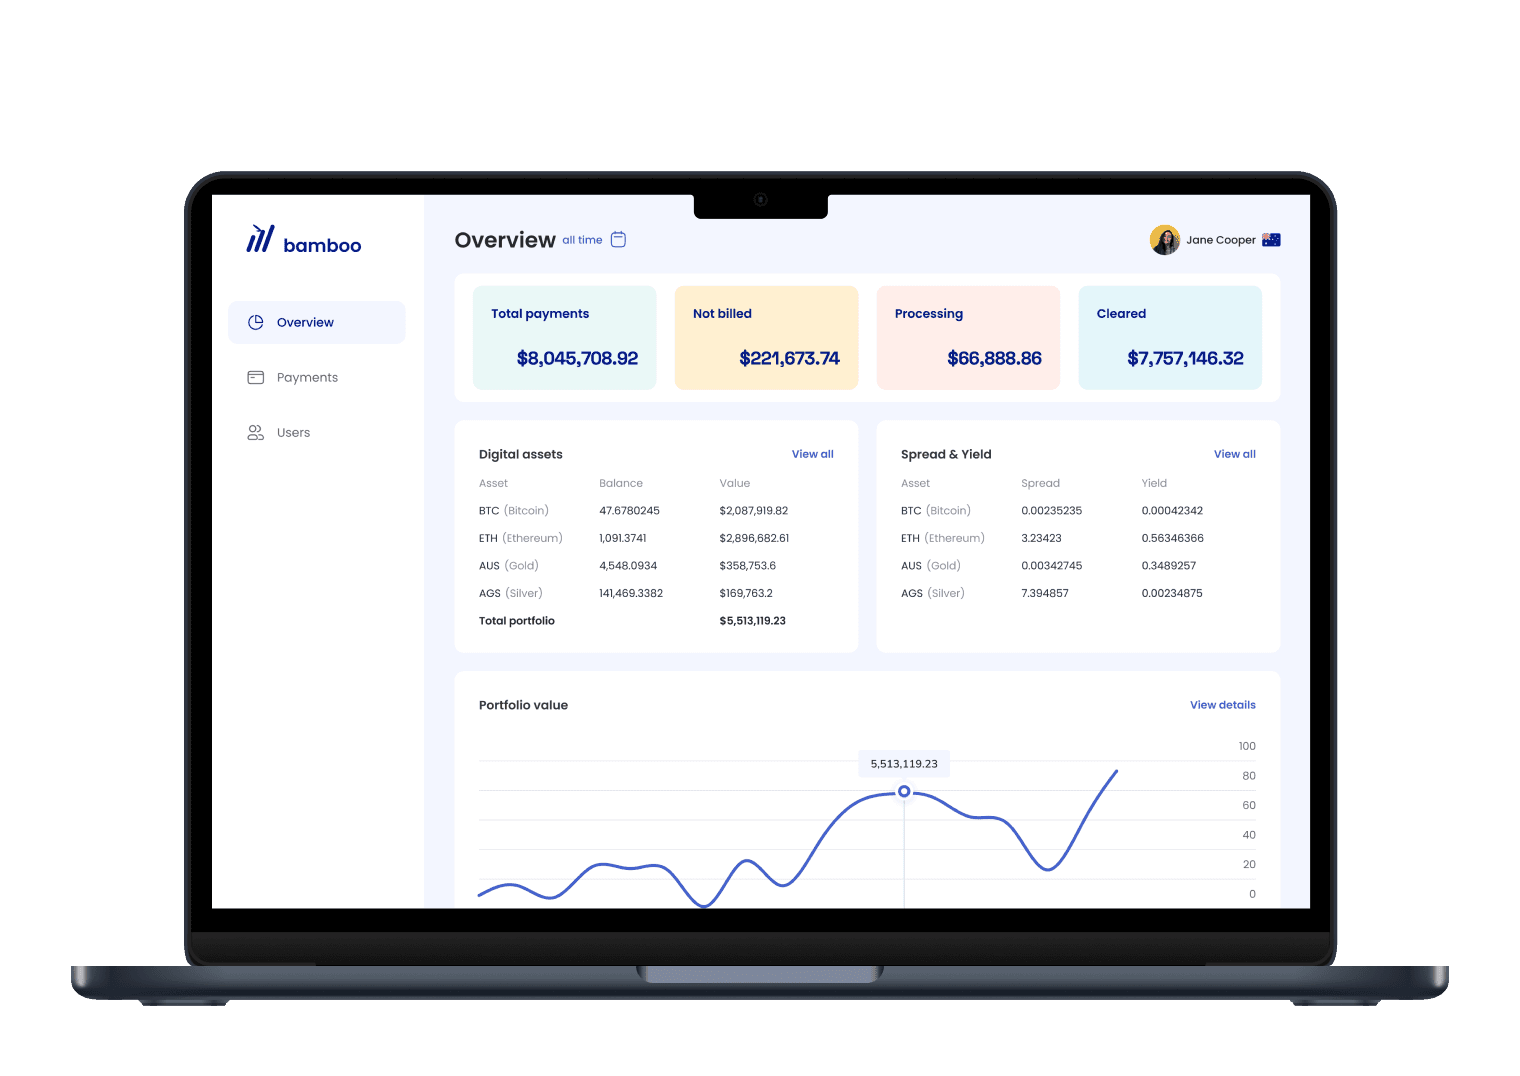 bamboo
Overview
Payments
Users
Overview all time
Jane Cooper
Total payments
$8,045,708.92
Not billed
$221,673.74
Processing
$66,888.86
Cleared
$7,757,146.32
Digital assets View all
Asset Balance Value
BTC (Bitcoin) 47.6780245 $2,087,919.82
ETH (Ethereum) 1,091.3741 $2,896,682.61
AUS (Gold) 4,548.0934 $358,753.6
AGS (Silver) 141,469.3382 $169,763.2
Total portfolio $5,513,119.23
Spread & Yield View all
Asset Spread Yield
BTC (Bitcoin) 0.00235235 0.00042342
ETH (Ethereum) 3.23423 0.56346366
AUS (Gold) 0.00342745 0.3489257
AGS (Silver) 7.394857 0.00234875
Portfolio value View details
5,513,119.23
100
80
60
40
20
0